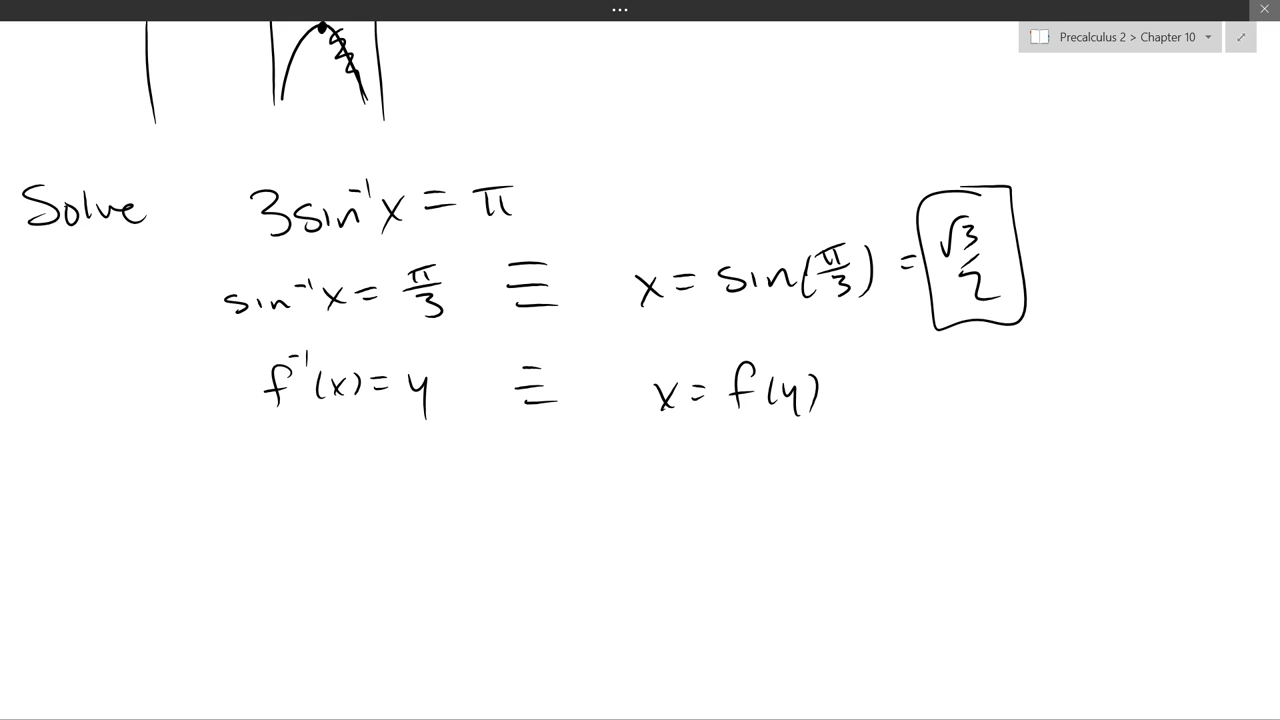 Precalculus 2 > Chapter 10
Solve 3sin⁻¹x = π
sin⁻¹x = π/3 ≡ x = sin(π/3) = √3/2
f⁻¹(x) = y ≡ x = f(y)